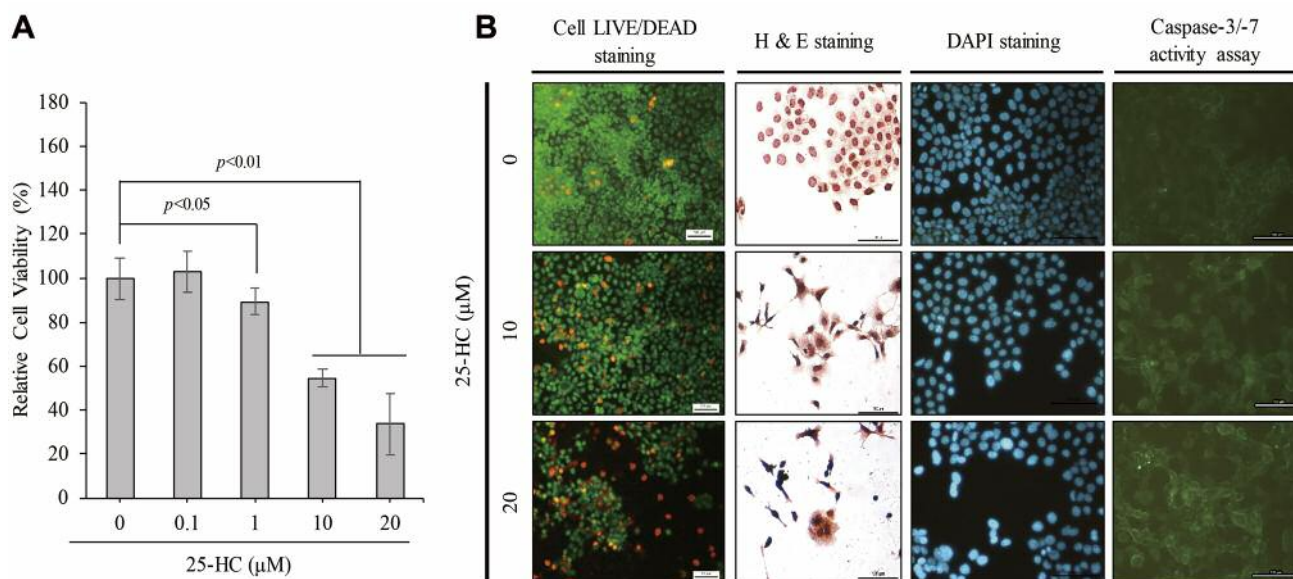 A
Relative Cell Viability (%)
180
160
140
120
100
80
60
40
20
0
p<0.01
p<0.05
0 0.1 1 10 20
25-HC (μM)
B
Cell LIVE/DEAD
staining
H & E staining
DAPI staining
Caspase-3/-7
activity assay
25-HC (μM)
0
10
20